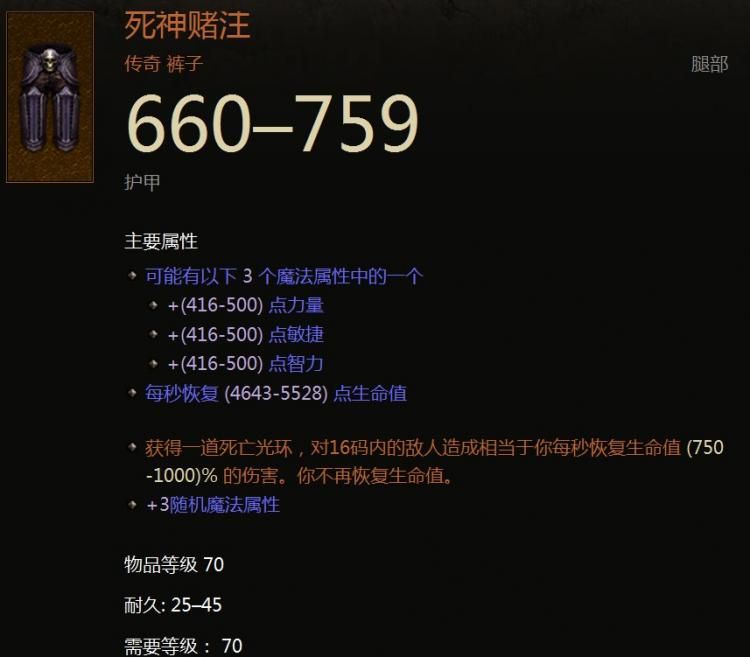 死神赌注
传奇 裤子
腿部
660–759
护甲
主要属性
可能有以下 3 个魔法属性中的一个
+(416-500) 点力量
+(416-500) 点敏捷
+(416-500) 点智力
每秒恢复 (4643-5528) 点生命值
获得一道死亡光环，对16码内的敌人造成相当于你每秒恢复生命值 (750
-1000)% 的伤害。你不再恢复生命值。
+3随机魔法属性
物品等级 70
耐久: 25–45
需要等级： 70